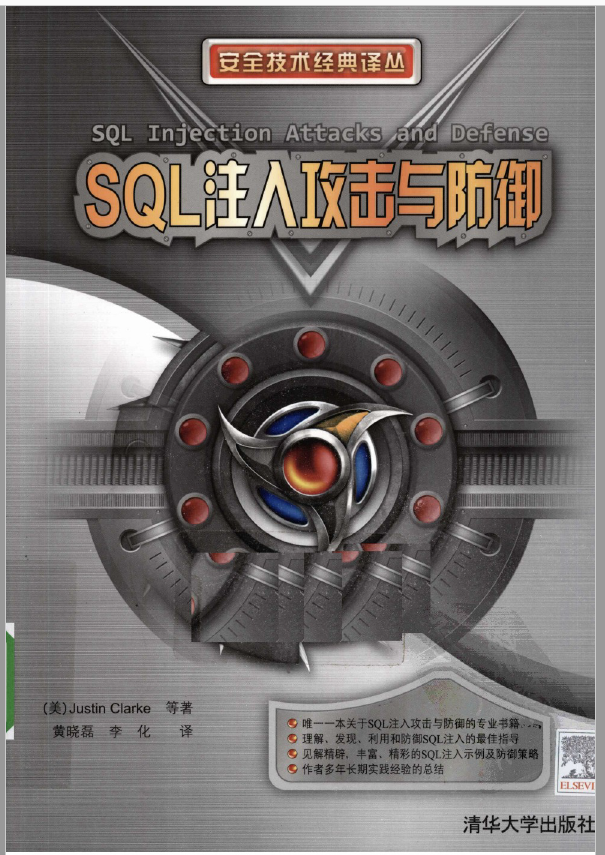 安全技术经典译丛
SQL Injection Attacks and Defense
SQL注入攻击与防御
(美)Justin Clarke 等著
黄晓磊 李 化 译
唯一一本关于SQL注入攻击与防御的专业书籍
理解、发现、利用和防御SQL注入的最佳指导
见解精辟、丰富、精彩的SQL注入示例及防御策略
作者多年长期实践经验的总结
ELSEVI
清华大学出版社